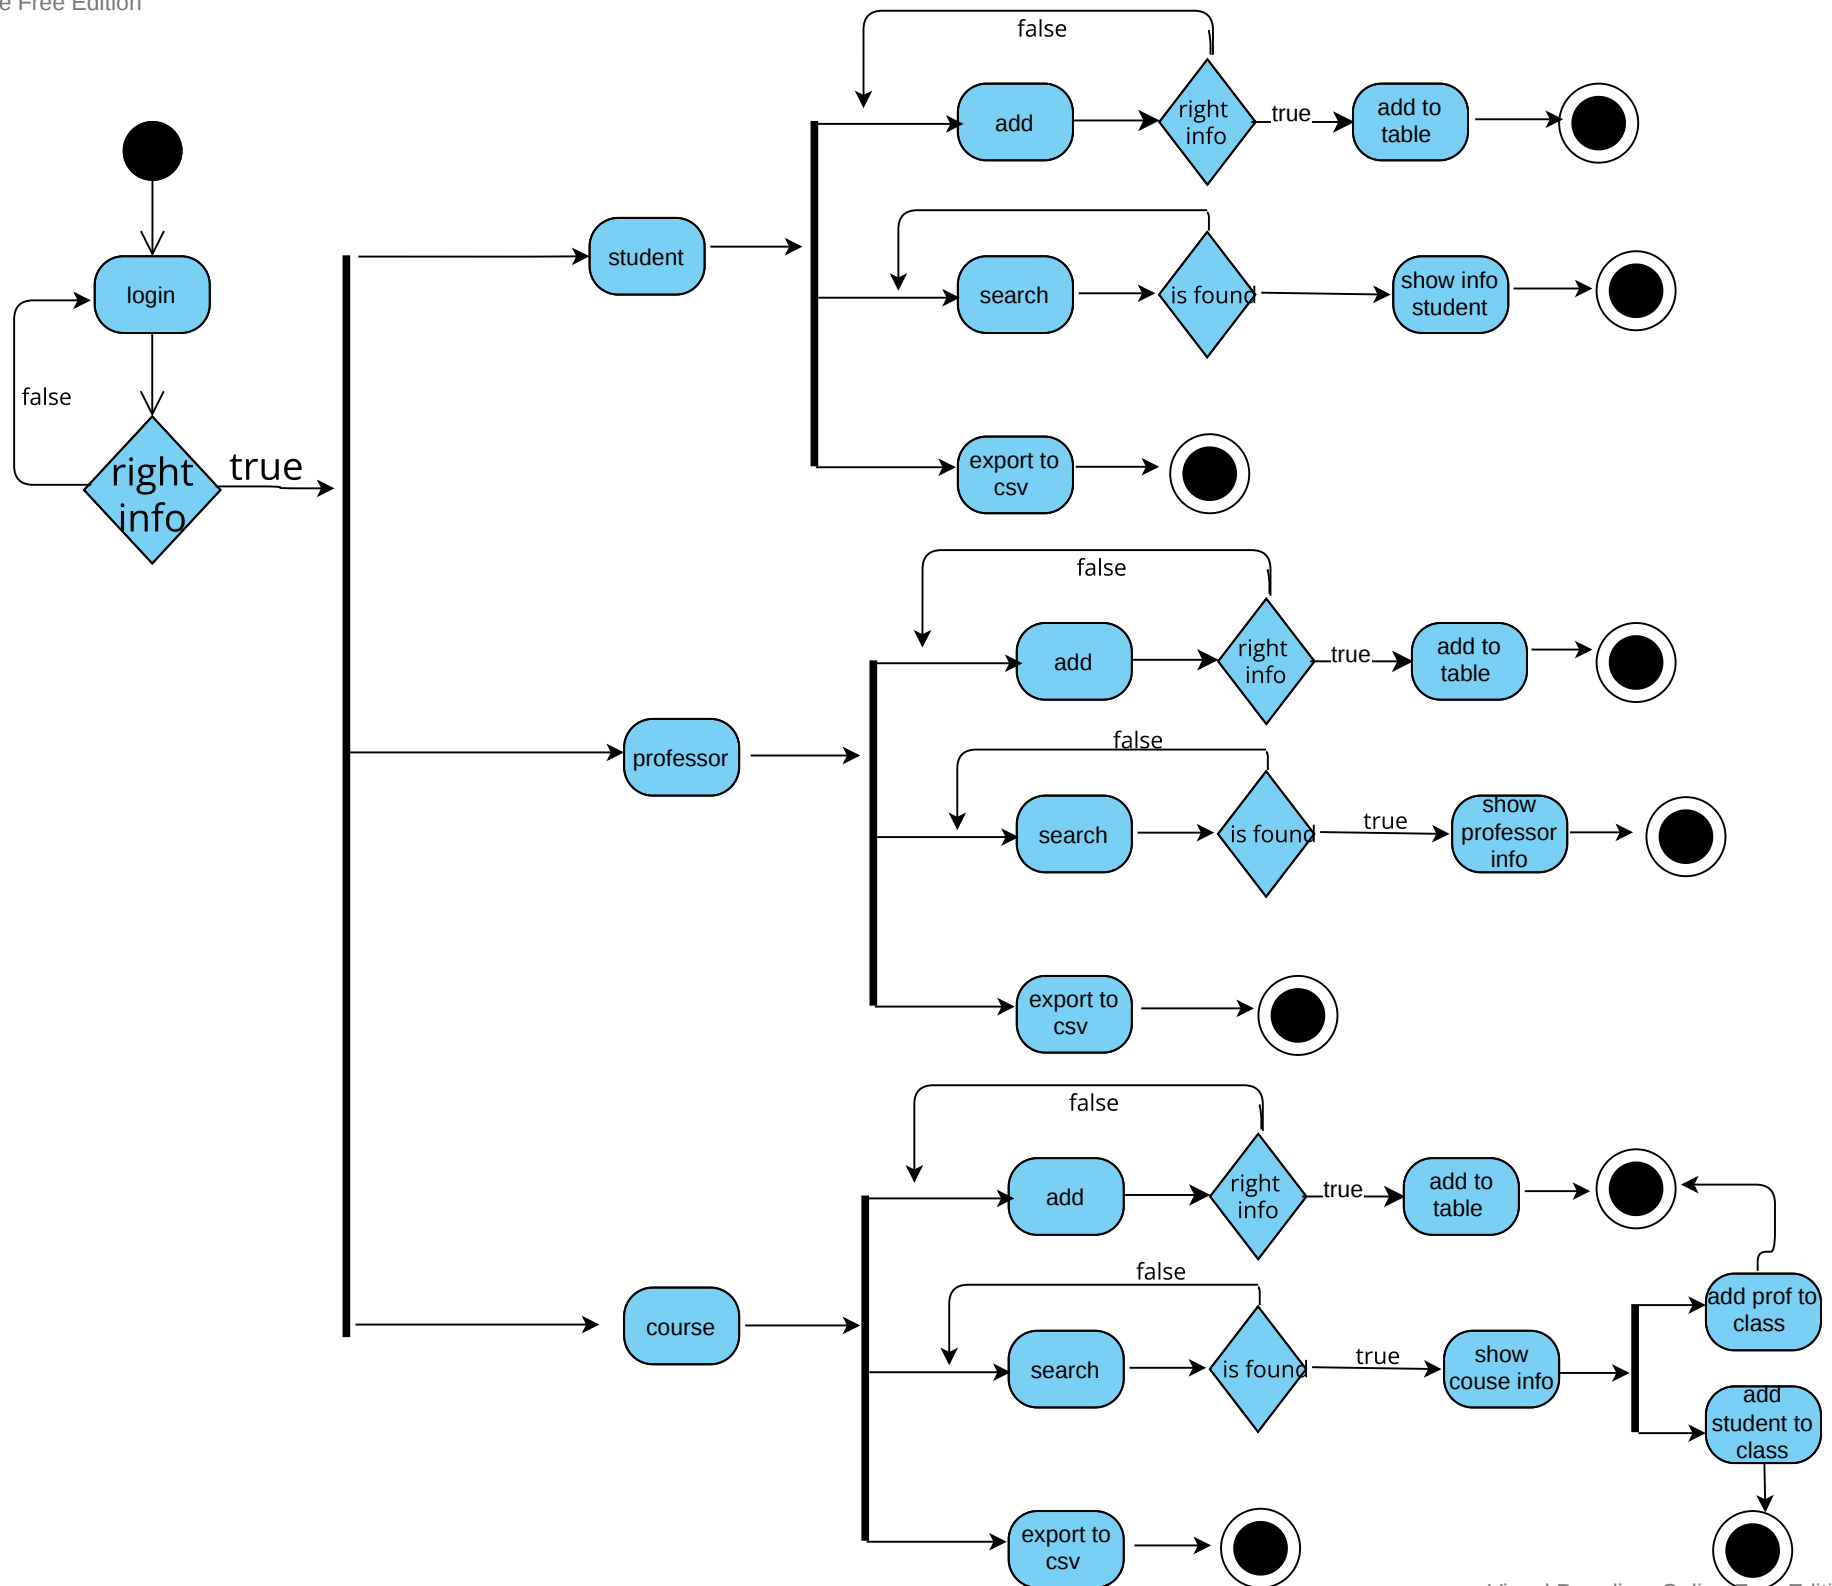 e Free Edition
false
add
right
info
true
add to
table
student
login
search
is found
show info
student
false
right
info
true
export to
csv
false
add
right
info
true
add to
table
professor
false
search
is found
true
show
professor
info
export to
csv
false
add
right
info
true
add to
table
false
add prof to
class
course
search
is found
true
show
couse info
add
student to
class
export to
csv